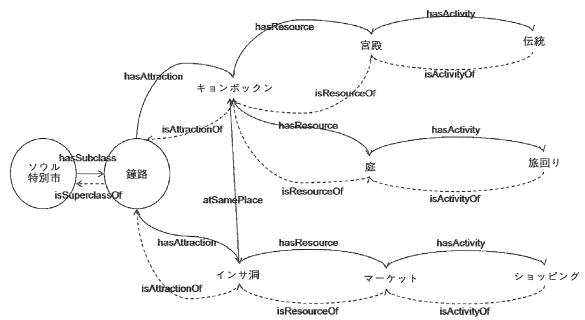 hasActivity
hasResource
宮殿
伝統
isActivityOf
hasAttraction
キョンボックン
isResourceOf
isAttractionOf
hasResource
hasActivity
ソウル
特別市
hasSubclass
鐘路
庭
旅回り
isSuperclassOf
isResourceOf
isActivityOf
atSamePlace
hasAttraction
hasResource
hasActivity
インサ洞
マーケット
ショッピング
isAttractionOf
isResourceOf
isActivityOf